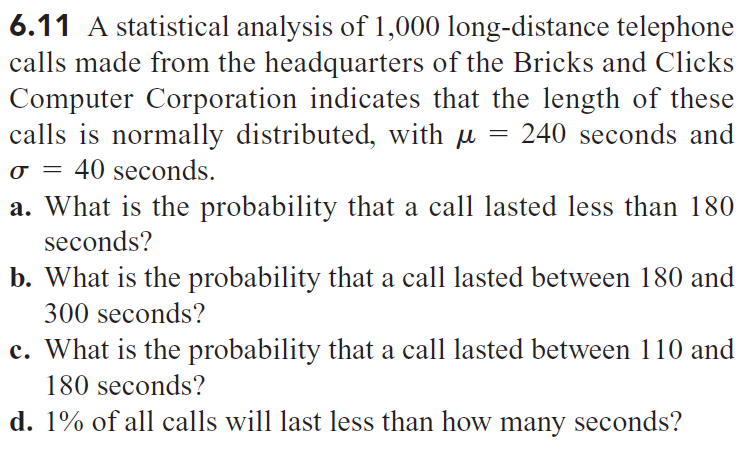 6.11 A statistical analysis of 1,000 long-distance telephone
calls made from the headquarters of the Bricks and Clicks
Computer Corporation indicates that the length of these
calls is normally distributed, with μ = 240 seconds and
σ = 40 seconds.
a. What is the probability that a call lasted less than 180
seconds?
b. What is the probability that a call lasted between 180 and
300 seconds?
c. What is the probability that a call lasted between 110 and
180 seconds?
d. 1% of all calls will last less than how many seconds?